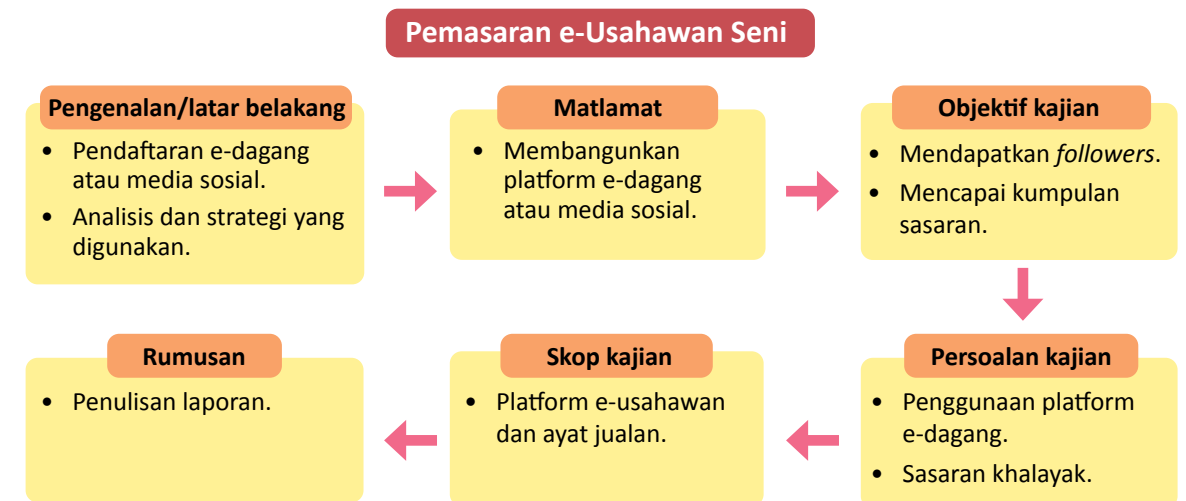 Pemasaran e-Usahawan Seni
Pengenalan/latar belakang
• Pendaftaran e-dagang
atau media sosial.
• Analisis dan strategi yang
digunakan.
Matlamat
• Membangunkan
platform e-dagang
atau media sosial.
Objektif kajian
• Mendapatkan followers.
• Mencapai kumpulan
sasaran.
Persoalan kajian
• Penggunaan platform
e-dagang.
• Sasaran khalayak.
Skop kajian
• Platform e-usahawan
dan ayat jualan.
Rumusan
• Penulisan laporan.